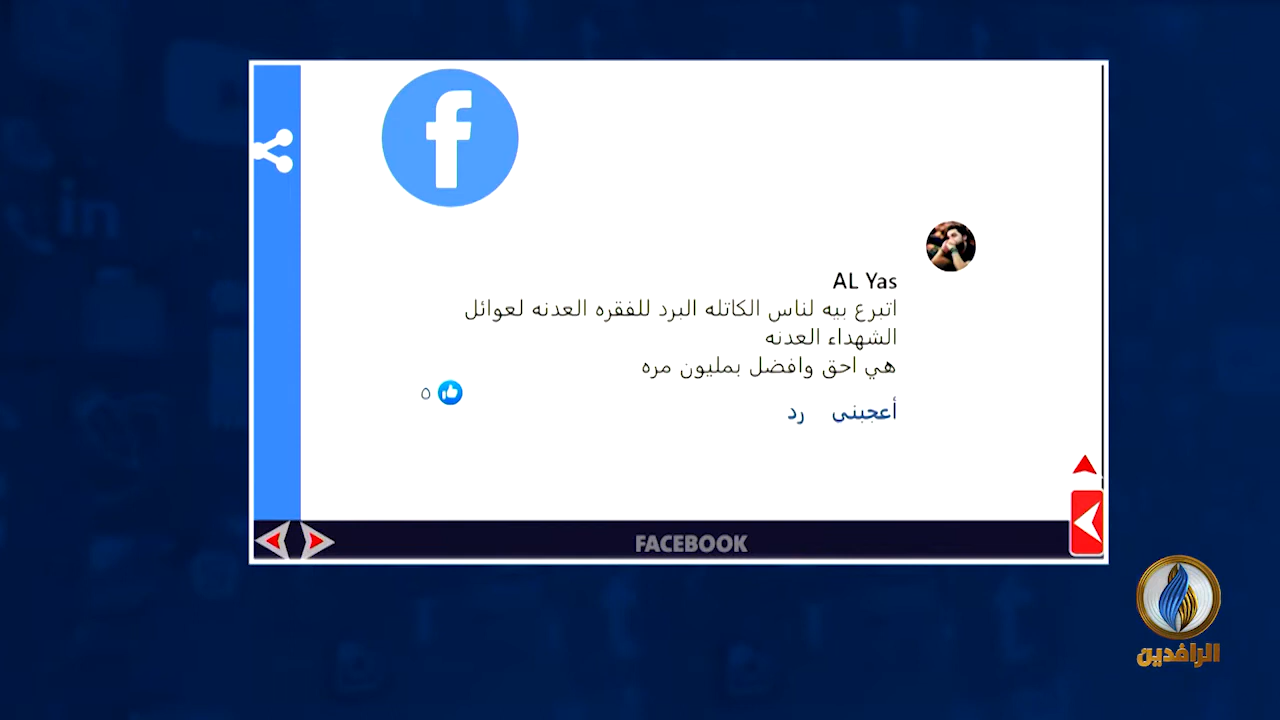 AL Yas
اتبرع بيه لناس الكاتله البرد للفقره العدنه لعوائل
الشهداء العدنه
هي احق وافضل بمليون مره
٥
أعجبنى رد
FACEBOOK
الرافدين